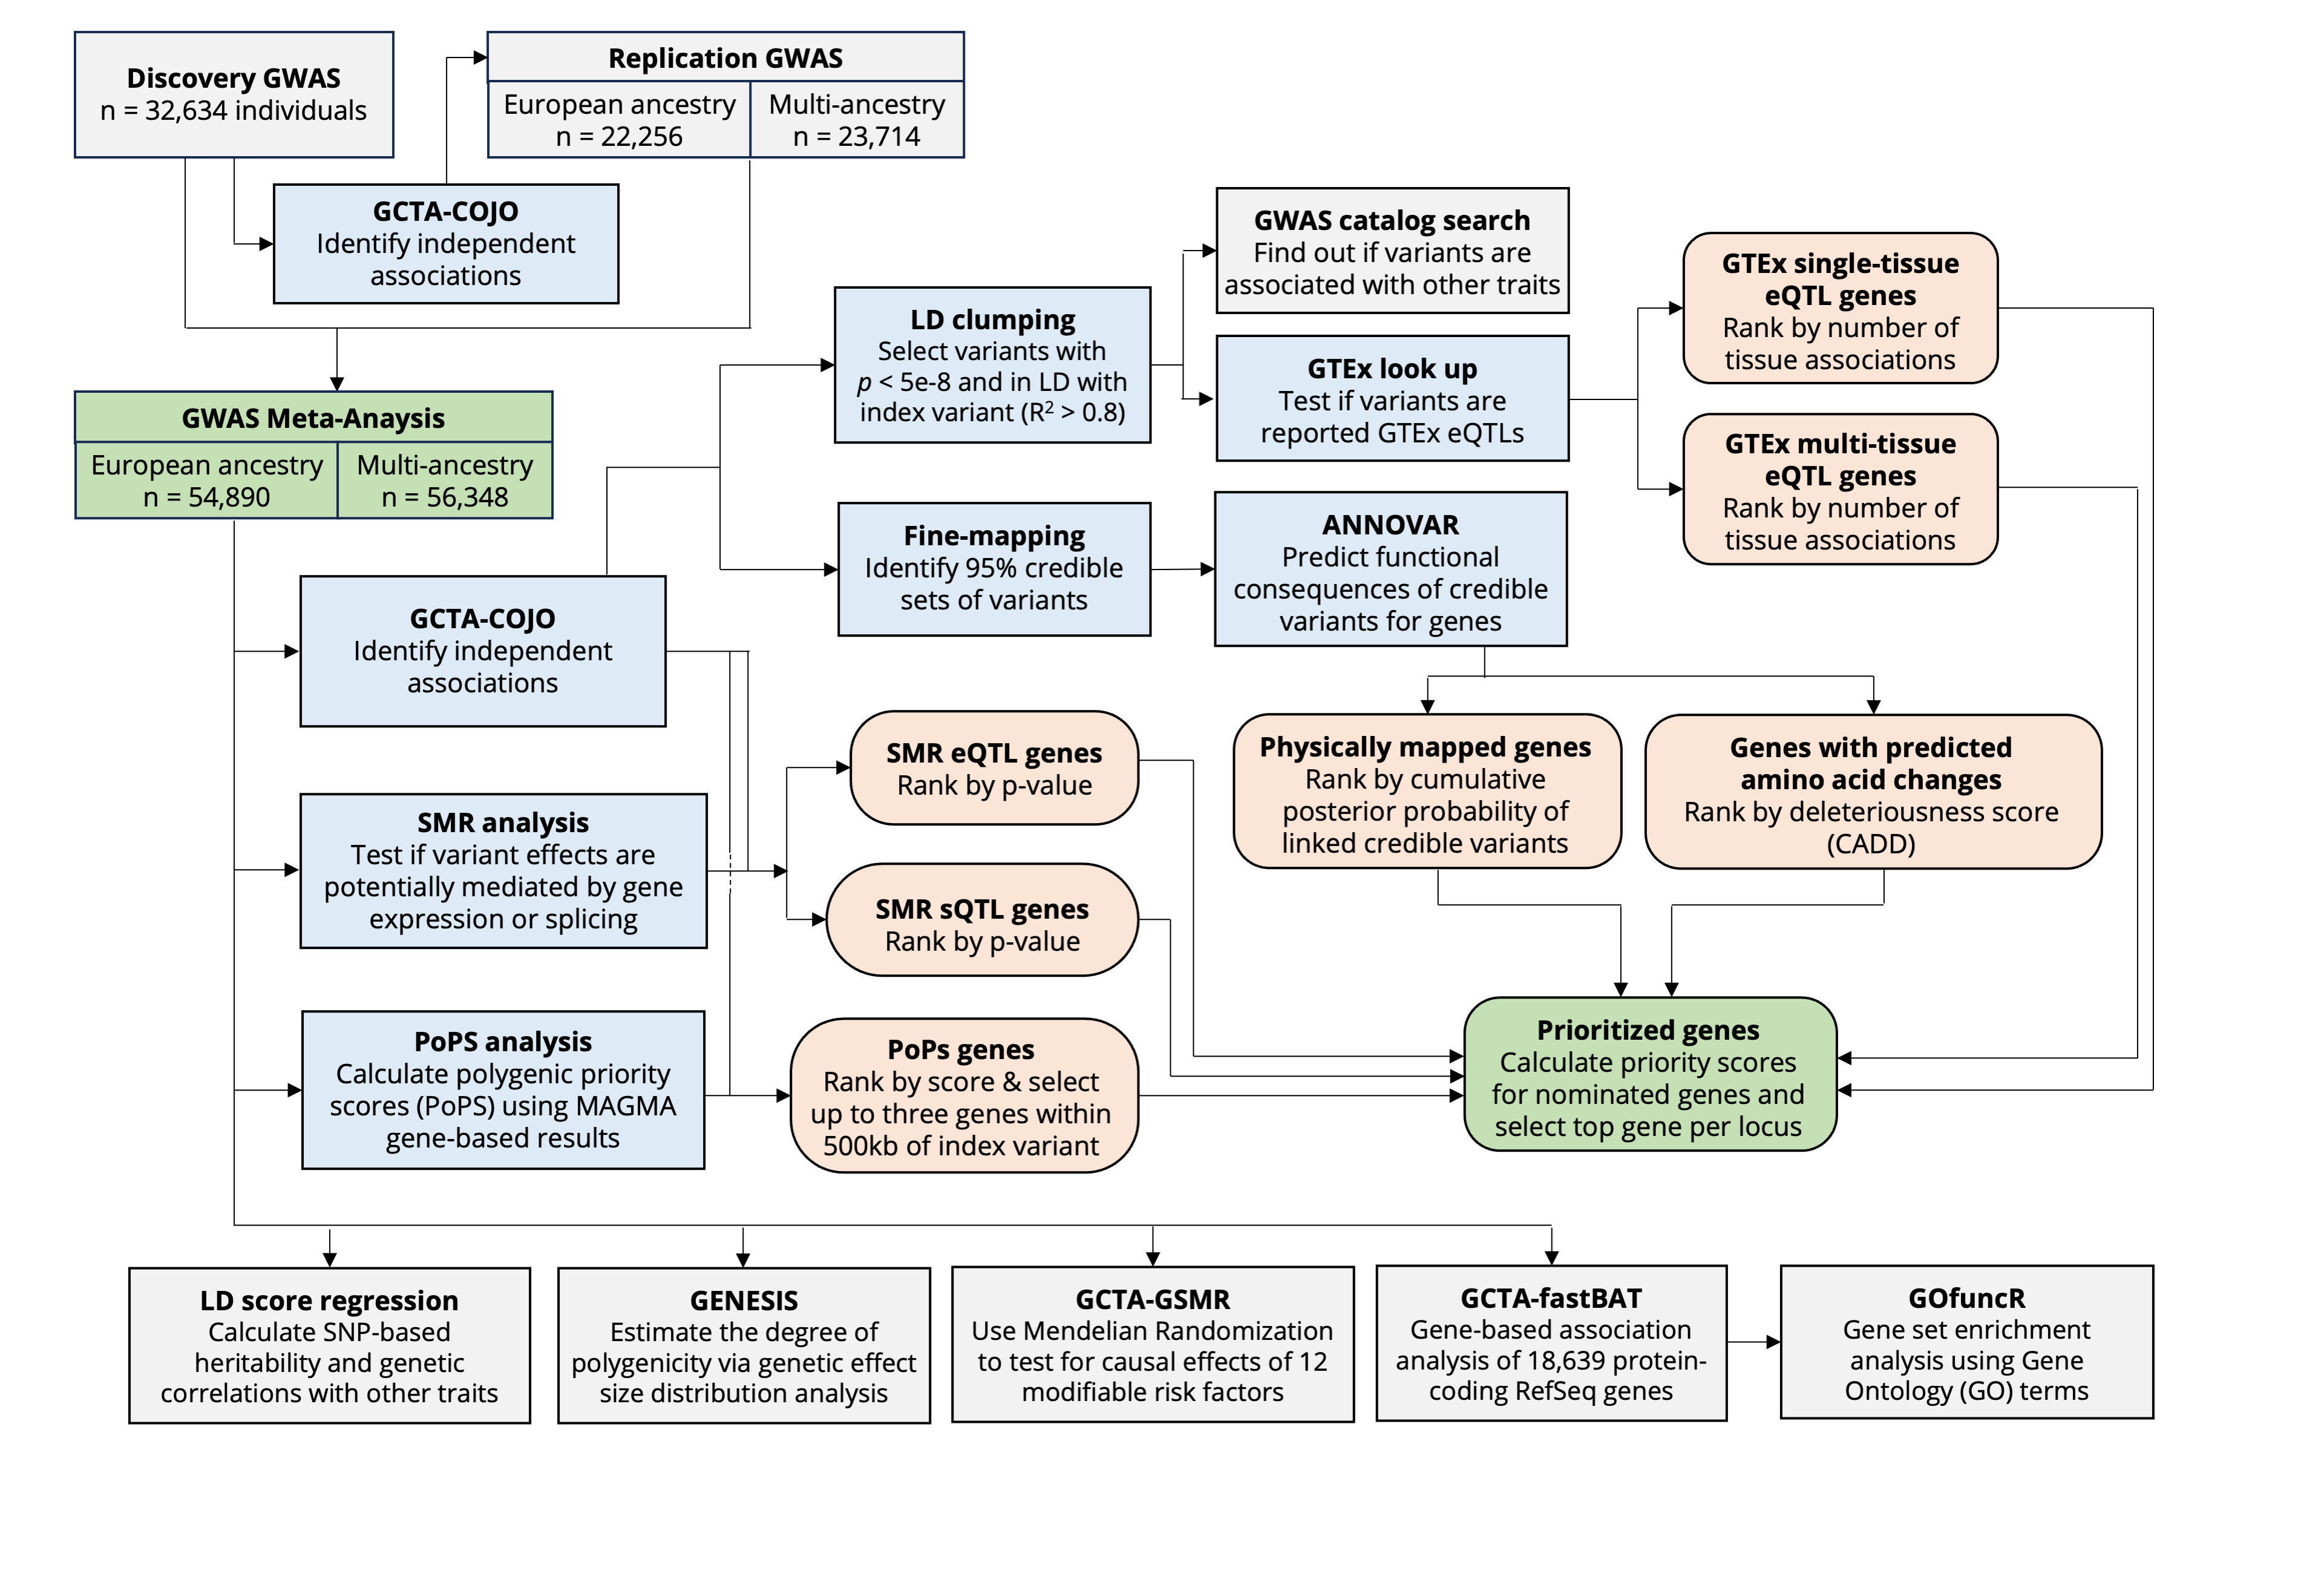 Discovery GWAS
n = 32,634 individuals
Replication GWAS
European ancestry
n = 22,256
Multi-ancestry
n = 23,714
GCTA-COJO
Identify independent
associations
GWAS Meta-Anaysis
European ancestry
n = 54,890
Multi-ancestry
n = 56,348
LD clumping
Select variants with
p < 5e-8 and in LD with
index variant (R² > 0.8)
GWAS catalog search
Find out if variants are
associated with other traits
GTEx look up
Test if variants are
reported GTEx eQTLs
GTEx single-tissue
eQTL genes
Rank by number of
tissue associations
GTEx multi-tissue
eQTL genes
Rank by number of
tissue associations
Fine-mapping
Identify 95% credible
sets of variants
ANNOVAR
Predict functional
consequences of credible
variants for genes
GCTA-COJO
Identify independent
associations
SMR eQTL genes
Rank by p-value
Physically mapped genes
Rank by cumulative
posterior probability of
linked credible variants
Genes with predicted
amino acid changes
Rank by deleteriousness score
(CADD)
SMR analysis
Test if variant effects are
potentially mediated by gene
expression or splicing
SMR sQTL genes
Rank by p-value
PoPS analysis
Calculate polygenic priority
scores (PoPS) using MAGMA
gene-based results
PoPs genes
Rank by score & select
up to three genes within
500kb of index variant
Prioritized genes
Calculate priority scores
for nominated genes and
select top gene per locus
LD score regression
Calculate SNP-based
heritability and genetic
correlations with other traits
GENESIS
Estimate the degree of
polygenicity via genetic effect
size distribution analysis
GCTA-GSMR
Use Mendelian Randomization
to test for causal effects of 12
modifiable risk factors
GCTA-fastBAT
Gene-based association
analysis of 18,639 protein-
coding RefSeq genes
GOfuncR
Gene set enrichment
analysis using Gene
Ontology (GO) terms